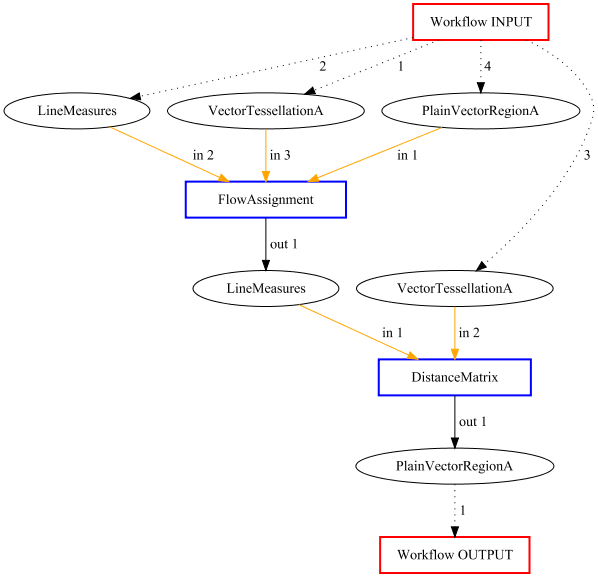 Workflow INPUT
2
1
4
LineMeasures
VectorTessellationA
PlainVectorRegionA
3
in 2
in 3
in 1
FlowAssignment
out 1
LineMeasures
VectorTessellationA
in 1
in 2
DistanceMatrix
out 1
PlainVectorRegionA
1
Workflow OUTPUT